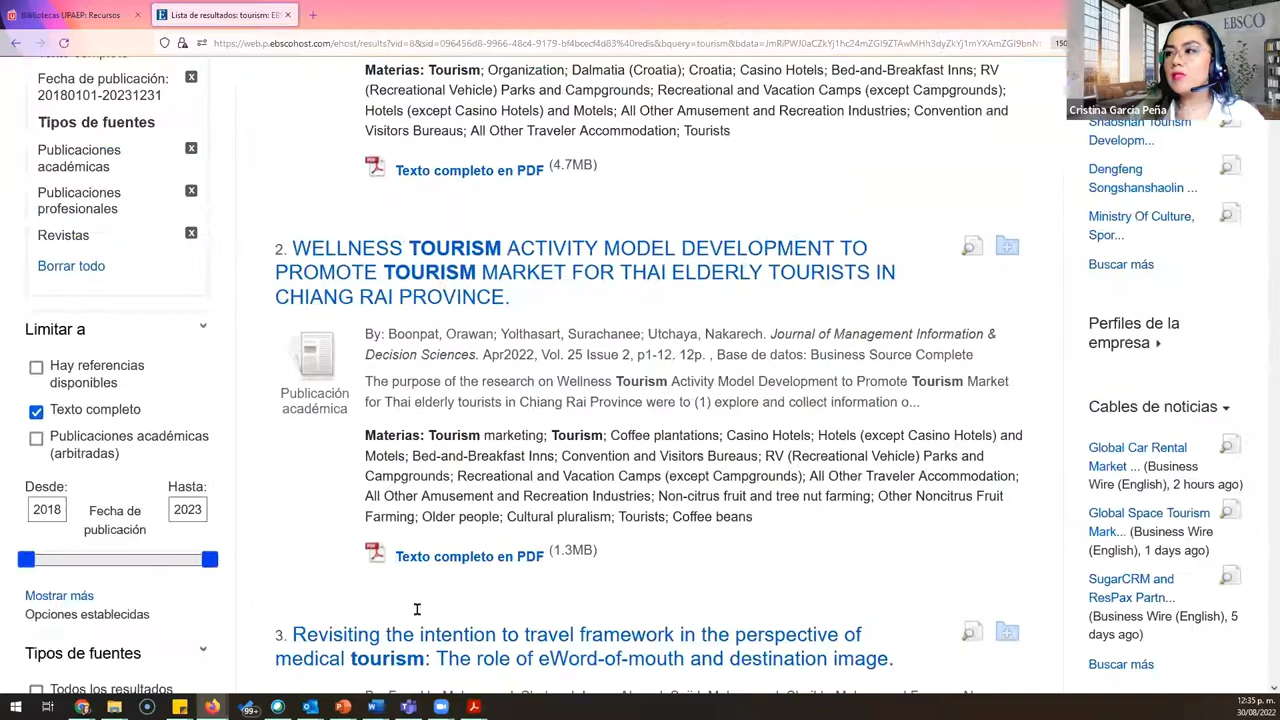 Bibliotecas UPAEP: Recursos
Lista de resultados: tourism: EB
https://web.p.ebscohost.com/ehost/results?vid=8&sid=096456d8-9966-48c4-9179-bf4bcecf4d83%40redis&bquery=tourism&bdata=
EBSCO
Cristina Garcia Peña
Fecha de publicación:
20180101-20231231
Tipos de fuentes
Publicaciones
académicas
Publicaciones
profesionales
Revistas
Borrar todo
Limitar a
Hay referencias
disponibles
Texto completo
Publicaciones académicas
(arbitradas)
Desde:
Hasta:
2018
Fecha de
publicación
2023
Mostrar más
Opciones establecidas
Tipos de fuentes
Todos los resultados
Materias: Tourism; Organization; Dalmatia (Croatia); Croatia; Casino Hotels; Bed-and-Breakfast Inns; RV
(Recreational Vehicle) Parks and Campgrounds; Recreational and Vacation Camps (except Campgrounds);
Hotels (except Casino Hotels) and Motels; All Other Amusement and Recreation Industries; Convention and
Visitors Bureaus; All Other Traveler Accommodation; Tourists
Texto completo en PDF (4.7MB)
2. WELLNESS TOURISM ACTIVITY MODEL DEVELOPMENT TO
PROMOTE TOURISM MARKET FOR THAI ELDERLY TOURISTS IN
CHIANG RAI PROVINCE.
Publicación
académica
By: Boonpat, Orawan; Yolthasart, Surachanee; Utchaya, Nakarech. Journal of Management Information &
Decision Sciences. Apr2022, Vol. 25 Issue 2, p1-12. 12p. , Base de datos: Business Source Complete
The purpose of the research on Wellness Tourism Activity Model Development to Promote Tourism Market
for Thai elderly tourists in Chiang Rai Province were to (1) explore and collect information o...
Materias: Tourism marketing; Tourism; Coffee plantations; Casino Hotels; Hotels (except Casino Hotels) and
Motels; Bed-and-Breakfast Inns; Convention and Visitors Bureaus; RV (Recreational Vehicle) Parks and
Campgrounds; Recreational and Vacation Camps (except Campgrounds); All Other Traveler Accommodation;
All Other Amusement and Recreation Industries; Non-citrus fruit and tree nut farming; Other Noncitrus Fruit
Farming; Older people; Cultural pluralism; Tourists; Coffee beans
Texto completo en PDF (1.3MB)
3. Revisiting the intention to travel framework in the perspective of
medical tourism: The role of eWord-of-mouth and destination image.
Shaoshan Tourism
Developm...
Dengfeng
Songshanshaolin ...
Ministry Of Culture,
Spor...
Buscar más
Perfiles de la
empresa
Cables de noticias
Global Car Rental
Market ... (Business
Wire (English), 2 hours ago)
Global Space Tourism
Mark... (Business Wire
(English), 1 days ago)
SugarCRM and
ResPax Partn...
(Business Wire (English), 5
days ago)
Buscar más
99+
12:35 p. m.
30/08/2022